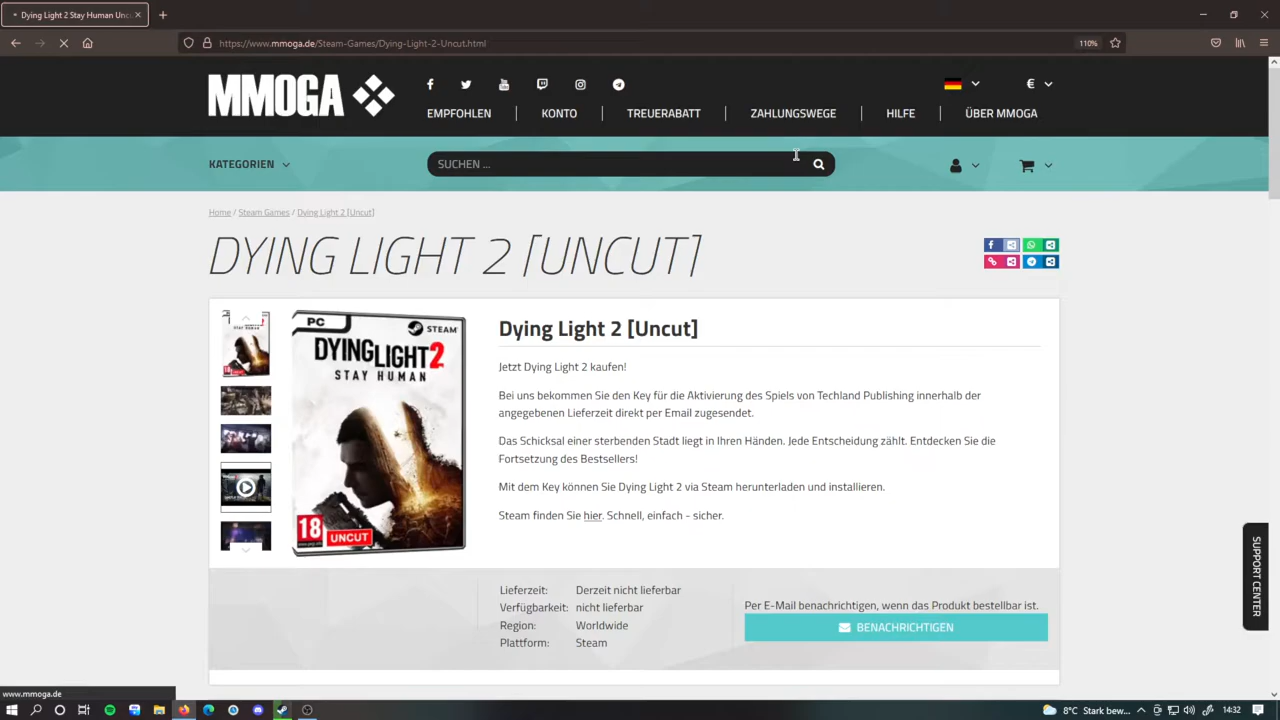 Dying Light 2 Stay Human Unc
https://www.mmoga.de/Steam-Games/Dying-Light-2-Uncut.html
110%
MMOGA
EMPFOHLEN
KONTO
TREUERABATT
ZAHLUNGSWEGE
HILFE
ÜBER MMOGA
€
KATEGORIEN
SUCHEN ...
Home / Steam Games / Dying Light 2 [Uncut]
DYING LIGHT 2 [UNCUT]
PC
STEAM
DYING LIGHT 2
STAY HUMAN
18
UNCUT
Dying Light 2 [Uncut]
Jetzt Dying Light 2 kaufen!
Bei uns bekommen Sie den Key für die Aktivierung des Spiels von Techland Publishing innerhalb der
angegebenen Lieferzeit direkt per Email zugesendet.
Das Schicksal einer sterbenden Stadt liegt in Ihren Händen. Jede Entscheidung zählt. Entdecken Sie die
Fortsetzung des Bestsellers!
Mit dem Key können Sie Dying Light 2 via Steam herunterladen und installieren.
Steam finden Sie hier. Schnell, einfach - sicher.
Lieferzeit: Derzeit nicht lieferbar
Verfügbarkeit: nicht lieferbar
Region: Worldwide
Plattform: Steam
Per E-Mail benachrichtigen, wenn das Produkt bestellbar ist.
BENACHRICHTIGEN
SUPPORT CENTER
www.mmoga.de
8°C Stark bew...
14:32